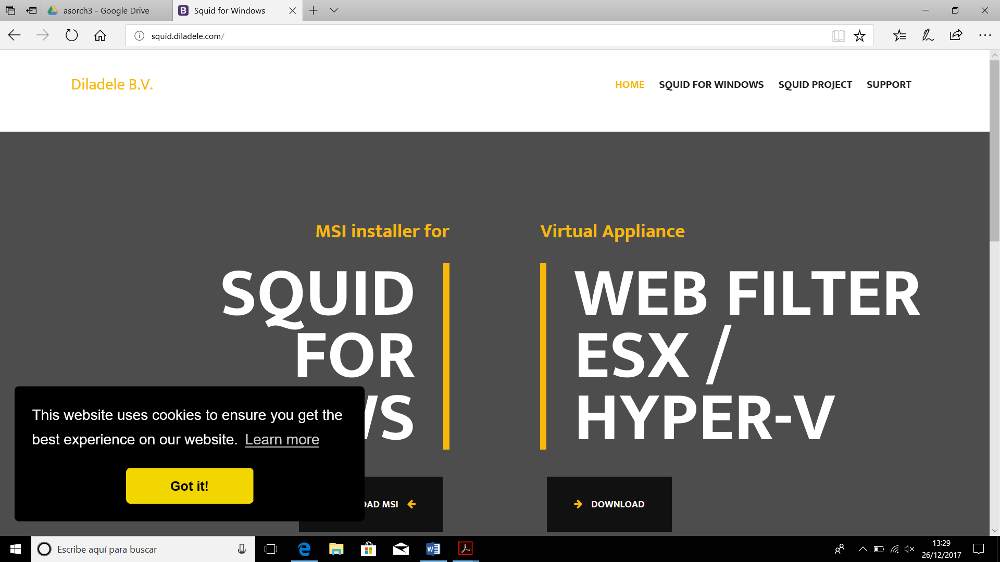 asorch3 - Google Drive
Squid for Windows
squid.diladele.com/
Diladele B.V.
HOME SQUID FOR WINDOWS SQUID PROJECT SUPPORT
MSI installer for
SQUID
FOR
WS
OAD MSI
Virtual Appliance
WEB FILTER
ESX /
HYPER-V
DOWNLOAD
This website uses cookies to ensure you get the
best experience on our website. Learn more
Got it!
Escribe aquí para buscar
13:29
26/12/2017